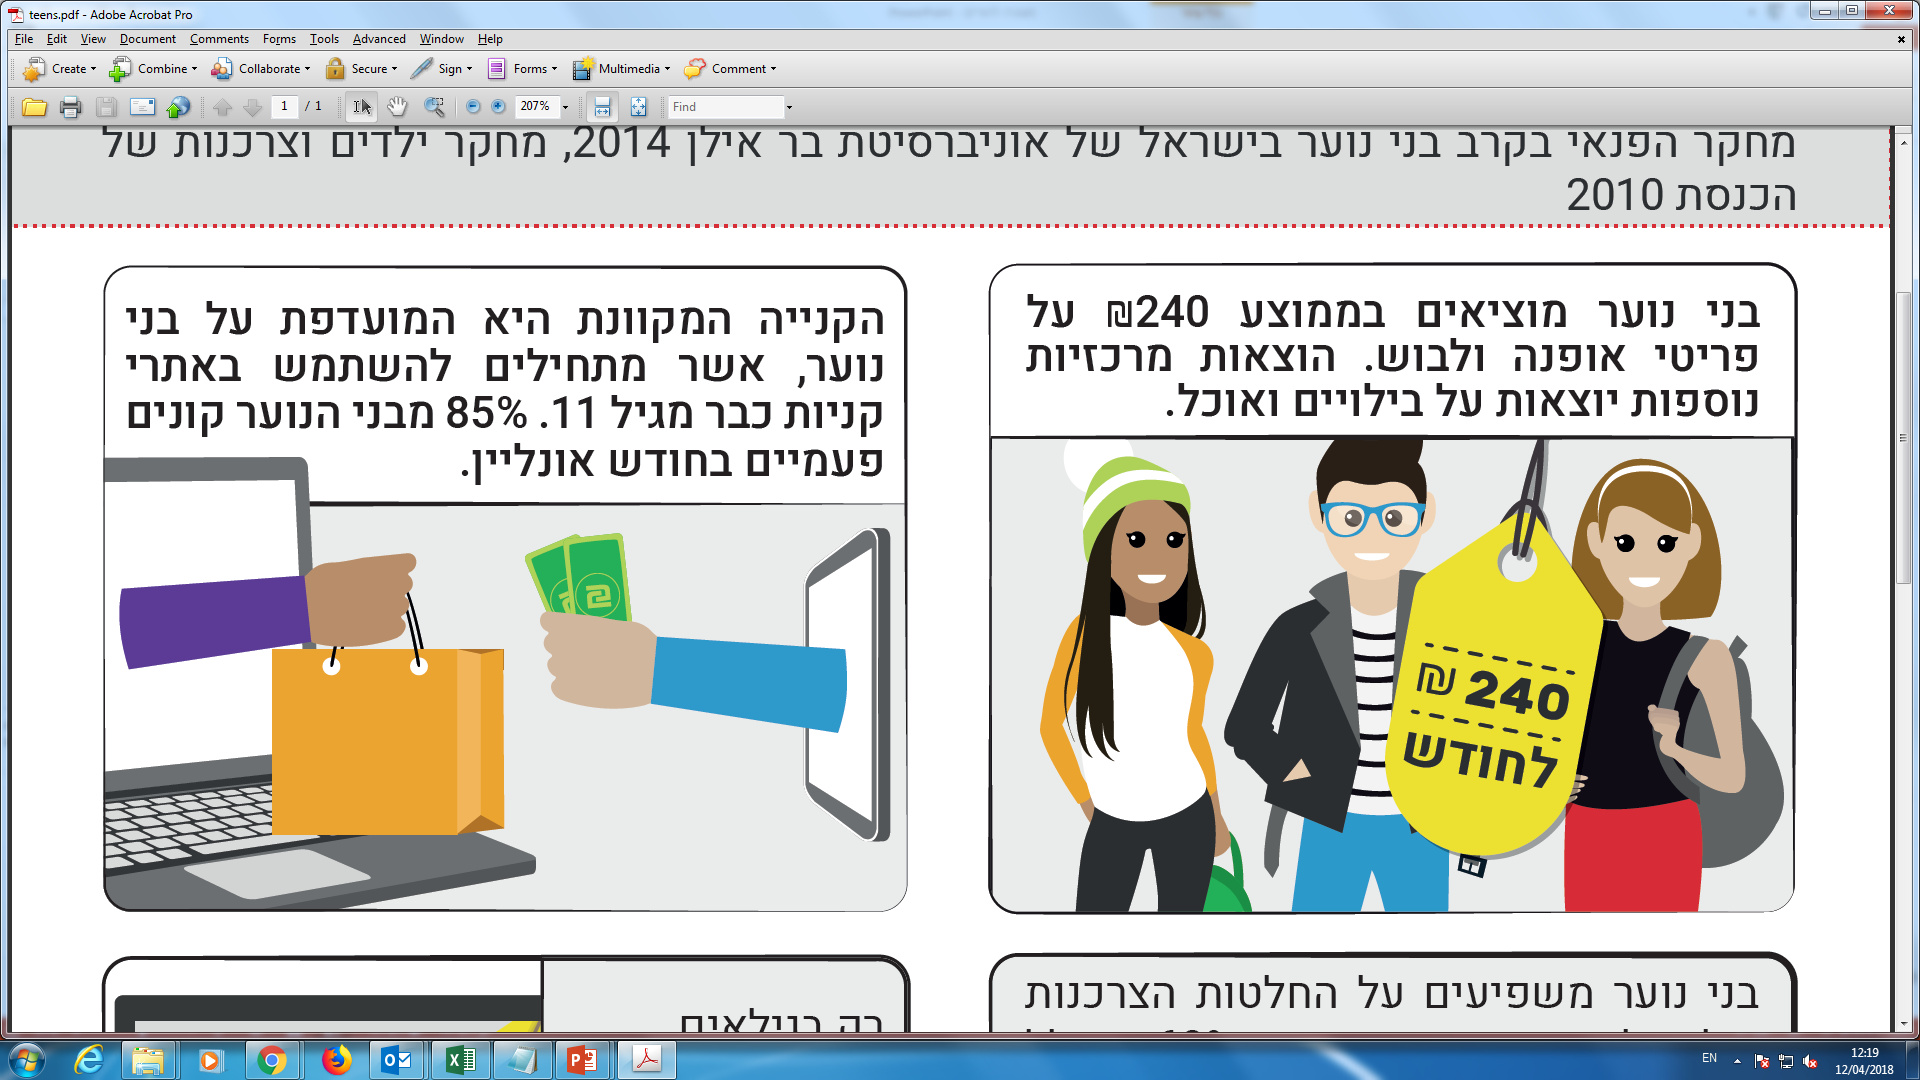 teens.pdf - Adobe Acrobat Pro
File Edit View Document Comments Forms Tools Advanced Window Help
Create Combine Collaborate Secure Sign Forms Multimedia Comment
1 / 1 207% Find
מחקר הפנאי בקרב בני נוער בישראל של אוניברסיטת בר אילן 2014, מחקר ילדים וצרכנות של
הכנסת 2010
בני נוער מוציאים בממוצע 240₪ על
פריטי אופנה ולבוש. הוצאות מרכזיות
נוספות יוצאות על בילויים ואוכל.
240 ₪
לחודש
הקנייה המקוונת היא המועדפת על בני
נוער, אשר מתחילים להשתמש באתרי
קניות כבר מגיל 11. 85% מבני הנוער קונים
פעמיים בחודש אונליין.
בני נוער משפיעים על החלטות הצרכנות
EN
12:19
12/04/2018